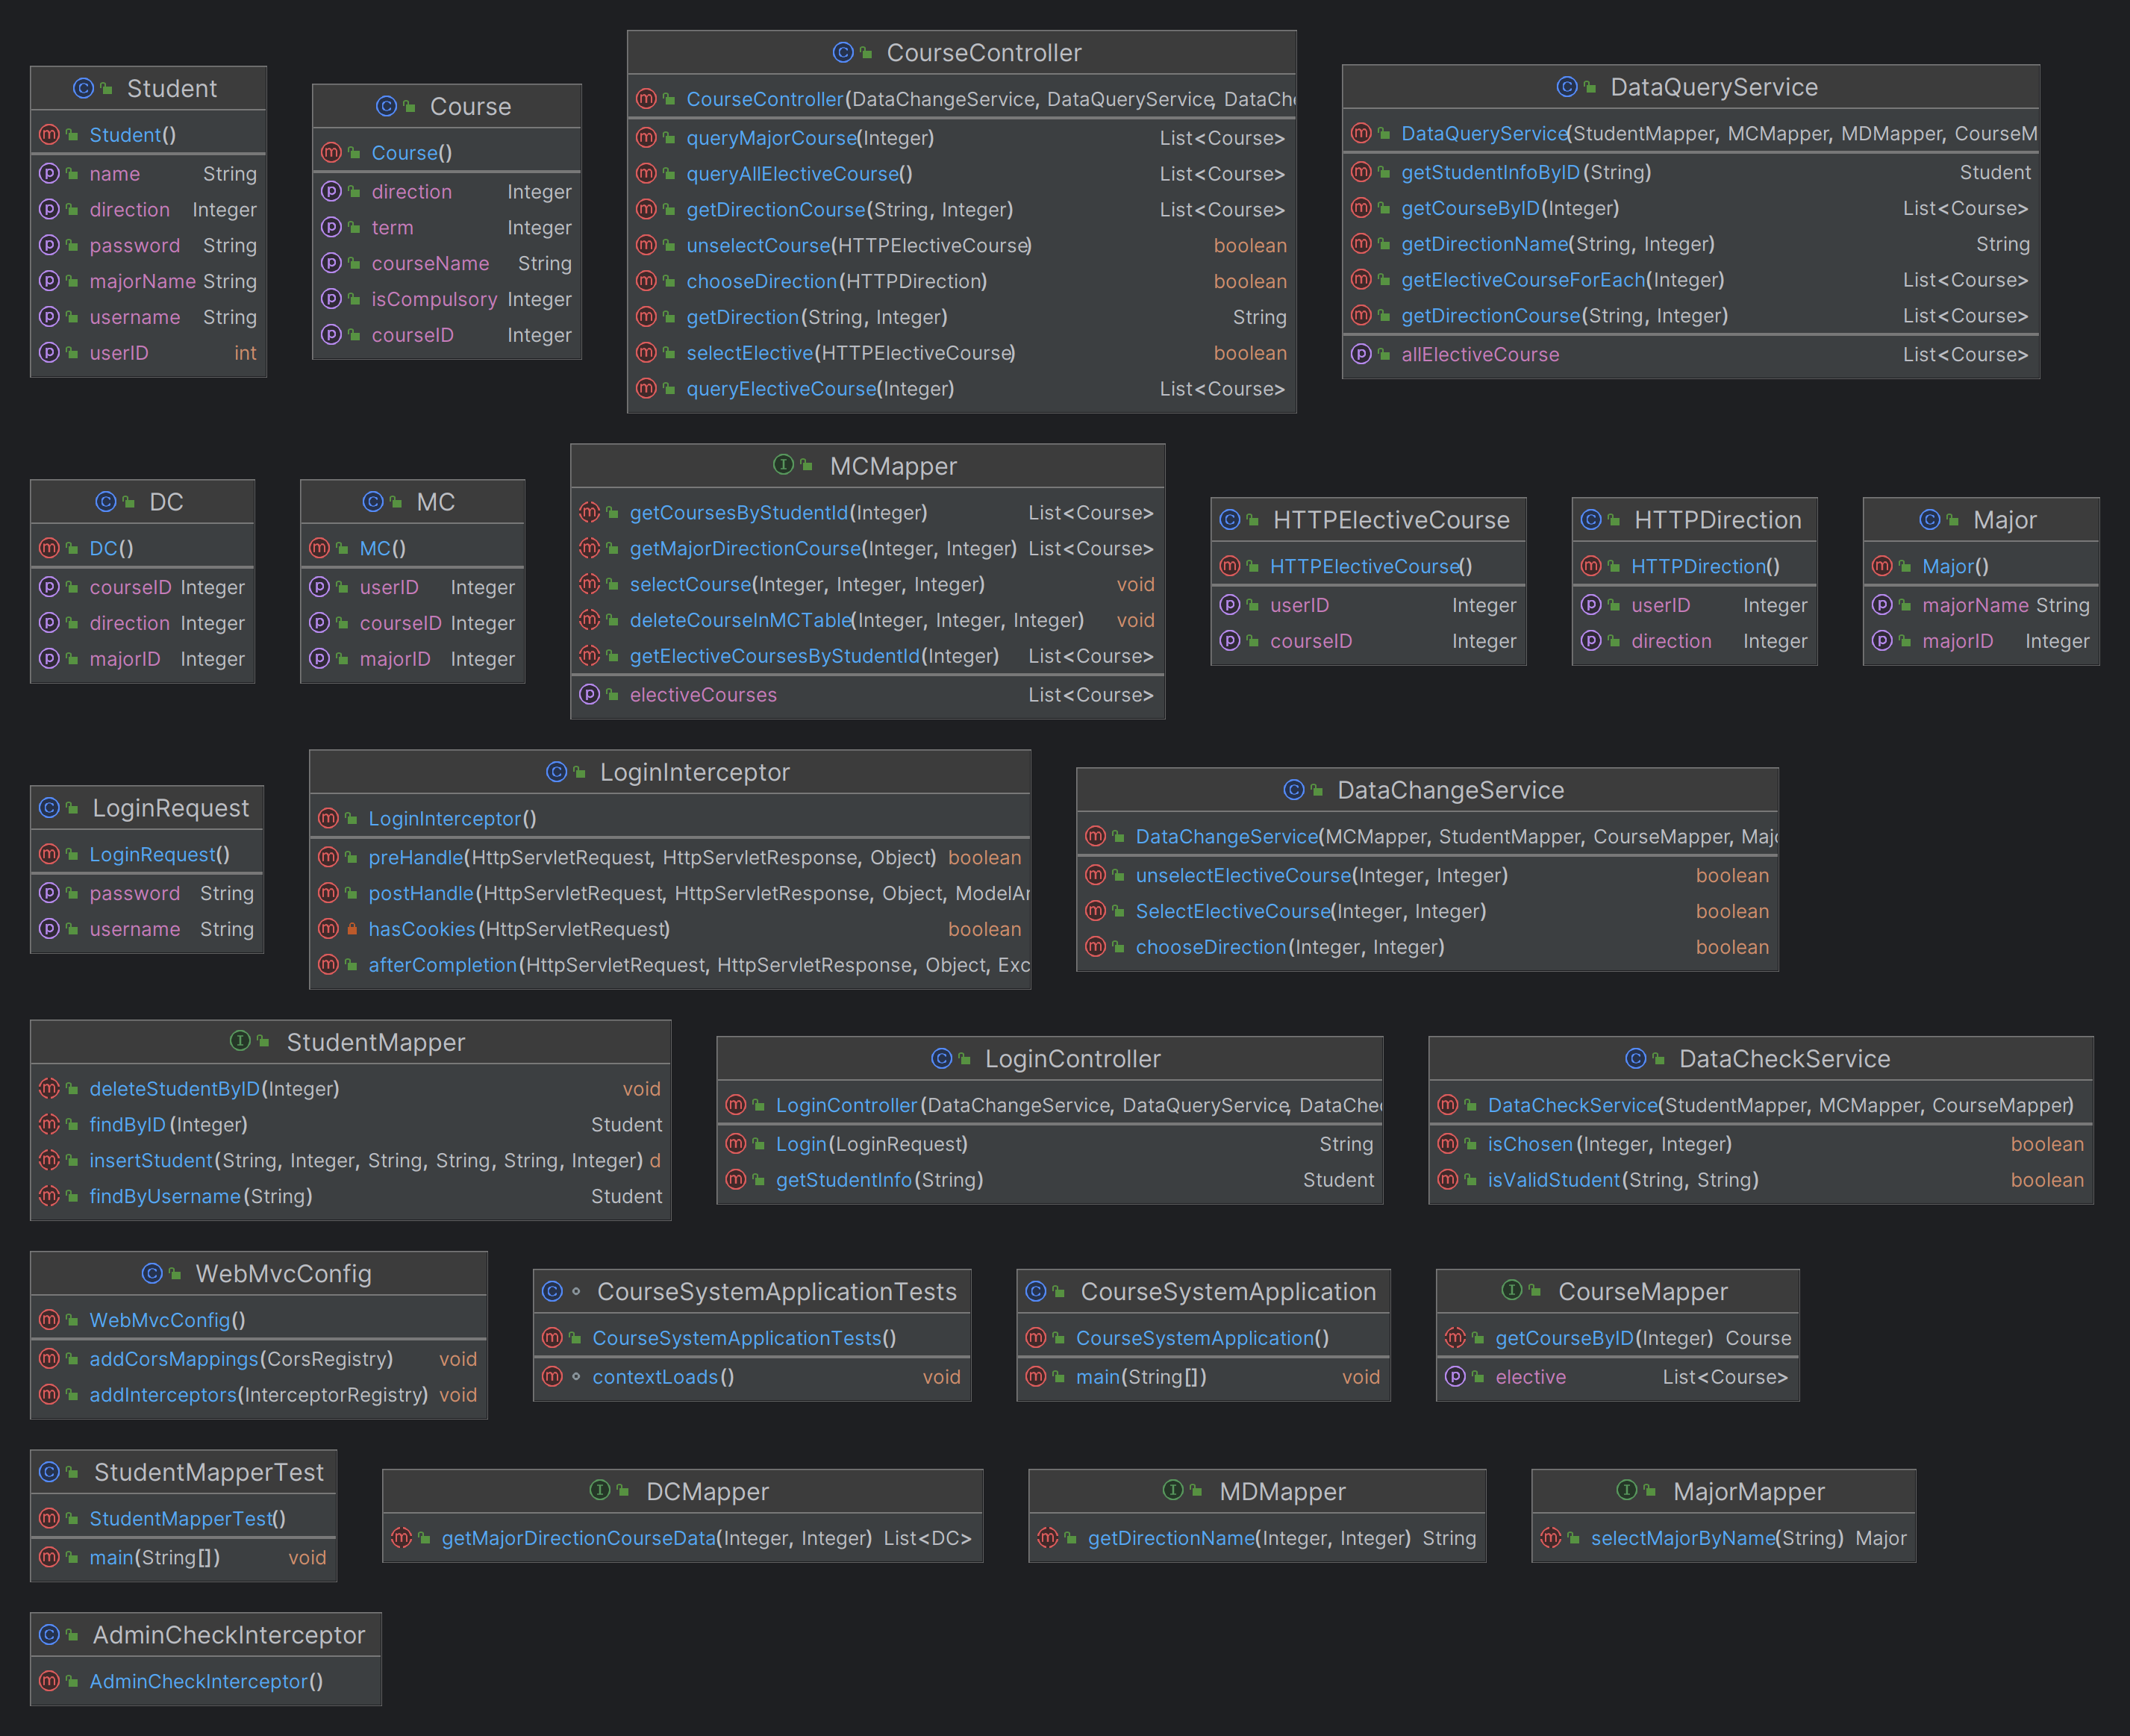 Student
Student()
name String
direction Integer
password String
majorName String
username String
userID int
Course
Course()
direction Integer
term Integer
courseName String
isCompulsory Integer
courseID Integer
CourseController
CourseController(DataChangeService, DataQueryService, DataChe
queryMajorCourse(Integer) List<Course>
queryAllElectiveCourse() List<Course>
getDirectionCourse(String, Integer) List<Course>
unselectCourse(HTTPElectiveCourse) boolean
chooseDirection(HTTPDirection) boolean
getDirection(String, Integer) String
selectElective(HTTPElectiveCourse) boolean
queryElectiveCourse(Integer) List<Course>
DataQueryService
DataQueryService(StudentMapper, MCMapper, MDMapper, CourseM
getStudentInfoByID(String) Student
getCourseByID(Integer) List<Course>
getDirectionName(String, Integer) String
getElectiveCourseForEach(Integer) List<Course>
getDirectionCourse(String, Integer) List<Course>
allElectiveCourse List<Course>
DC
DC()
courseID Integer
direction Integer
majorID Integer
MC
MC()
userID Integer
courseID Integer
majorID Integer
MCMapper
getCoursesByStudentId(Integer) List<Course>
getMajorDirectionCourse(Integer, Integer) List<Course>
selectCourse(Integer, Integer, Integer) void
deleteCourseInMCTable(Integer, Integer, Integer) void
getElectiveCoursesByStudentId(Integer) List<Course>
electiveCourses List<Course>
HTTPElectiveCourse
HTTPElectiveCourse()
userID Integer
courseID Integer
HTTPDirection
HTTPDirection()
userID Integer
direction Integer
Major
Major()
majorName String
majorID Integer
LoginRequest
LoginRequest()
password String
username String
LoginInterceptor
LoginInterceptor()
preHandle(HttpServletRequest, HttpServletResponse, Object) boolean
postHandle(HttpServletRequest, HttpServletResponse, Object, ModelAn
hasCookies(HttpServletRequest) boolean
afterCompletion(HttpServletRequest, HttpServletResponse, Object, Exc
DataChangeService
DataChangeService(MCMapper, StudentMapper, CourseMapper, Majo
unselectElectiveCourse(Integer, Integer) boolean
SelectElectiveCourse(Integer, Integer) boolean
chooseDirection(Integer, Integer) boolean
StudentMapper
deleteStudentByID(Integer) void
findByID(Integer) Student
insertStudent(String, Integer, String, String, String, Integer) d
findByUsername(String) Student
LoginController
LoginController(DataChangeService, DataQueryService, DataChec
Login(LoginRequest) String
getStudentInfo(String) Student
DataCheckService
DataCheckService(StudentMapper, MCMapper, CourseMapper)
isChosen(Integer, Integer) boolean
isValidStudent(String, String) boolean
WebMvcConfig
WebMvcConfig()
addCorsMappings(CorsRegistry) void
addInterceptors(InterceptorRegistry) void
CourseSystemApplicationTests
CourseSystemApplicationTests()
contextLoads() void
CourseSystemApplication
CourseSystemApplication()
main(String[]) void
CourseMapper
getCourseByID(Integer) Course
elective List<Course>
StudentMapperTest
StudentMapperTest()
main(String[]) void
DCMapper
getMajorDirectionCourseData(Integer, Integer) List<DC>
MDMapper
getDirectionName(Integer, Integer) String
MajorMapper
selectMajorByName(String) Major
AdminCheckInterceptor
AdminCheckInterceptor()